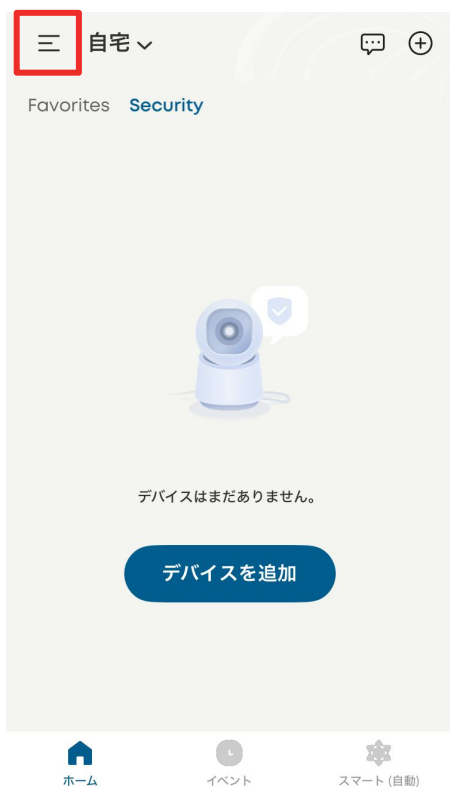 自宅
Favorites Security
デバイスはまだありません。
デバイスを追加
ホーム イベント スマート (自動)